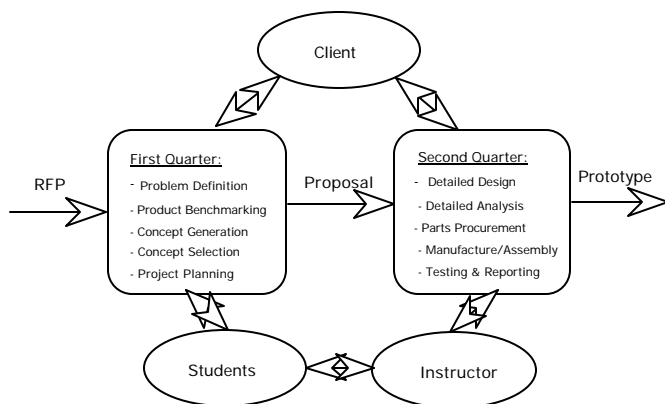 Client
First Quarter:
- Problem Definition
- Product Benchmarking
- Concept Generation
- Concept Selection
- Project Planning
RFP
Proposal
Second Quarter:
- Detailed Design
- Detailed Analysis
- Parts Procurement
- Manufacture/Assembly
- Testing & Reporting
Prototype
Students
Instructor